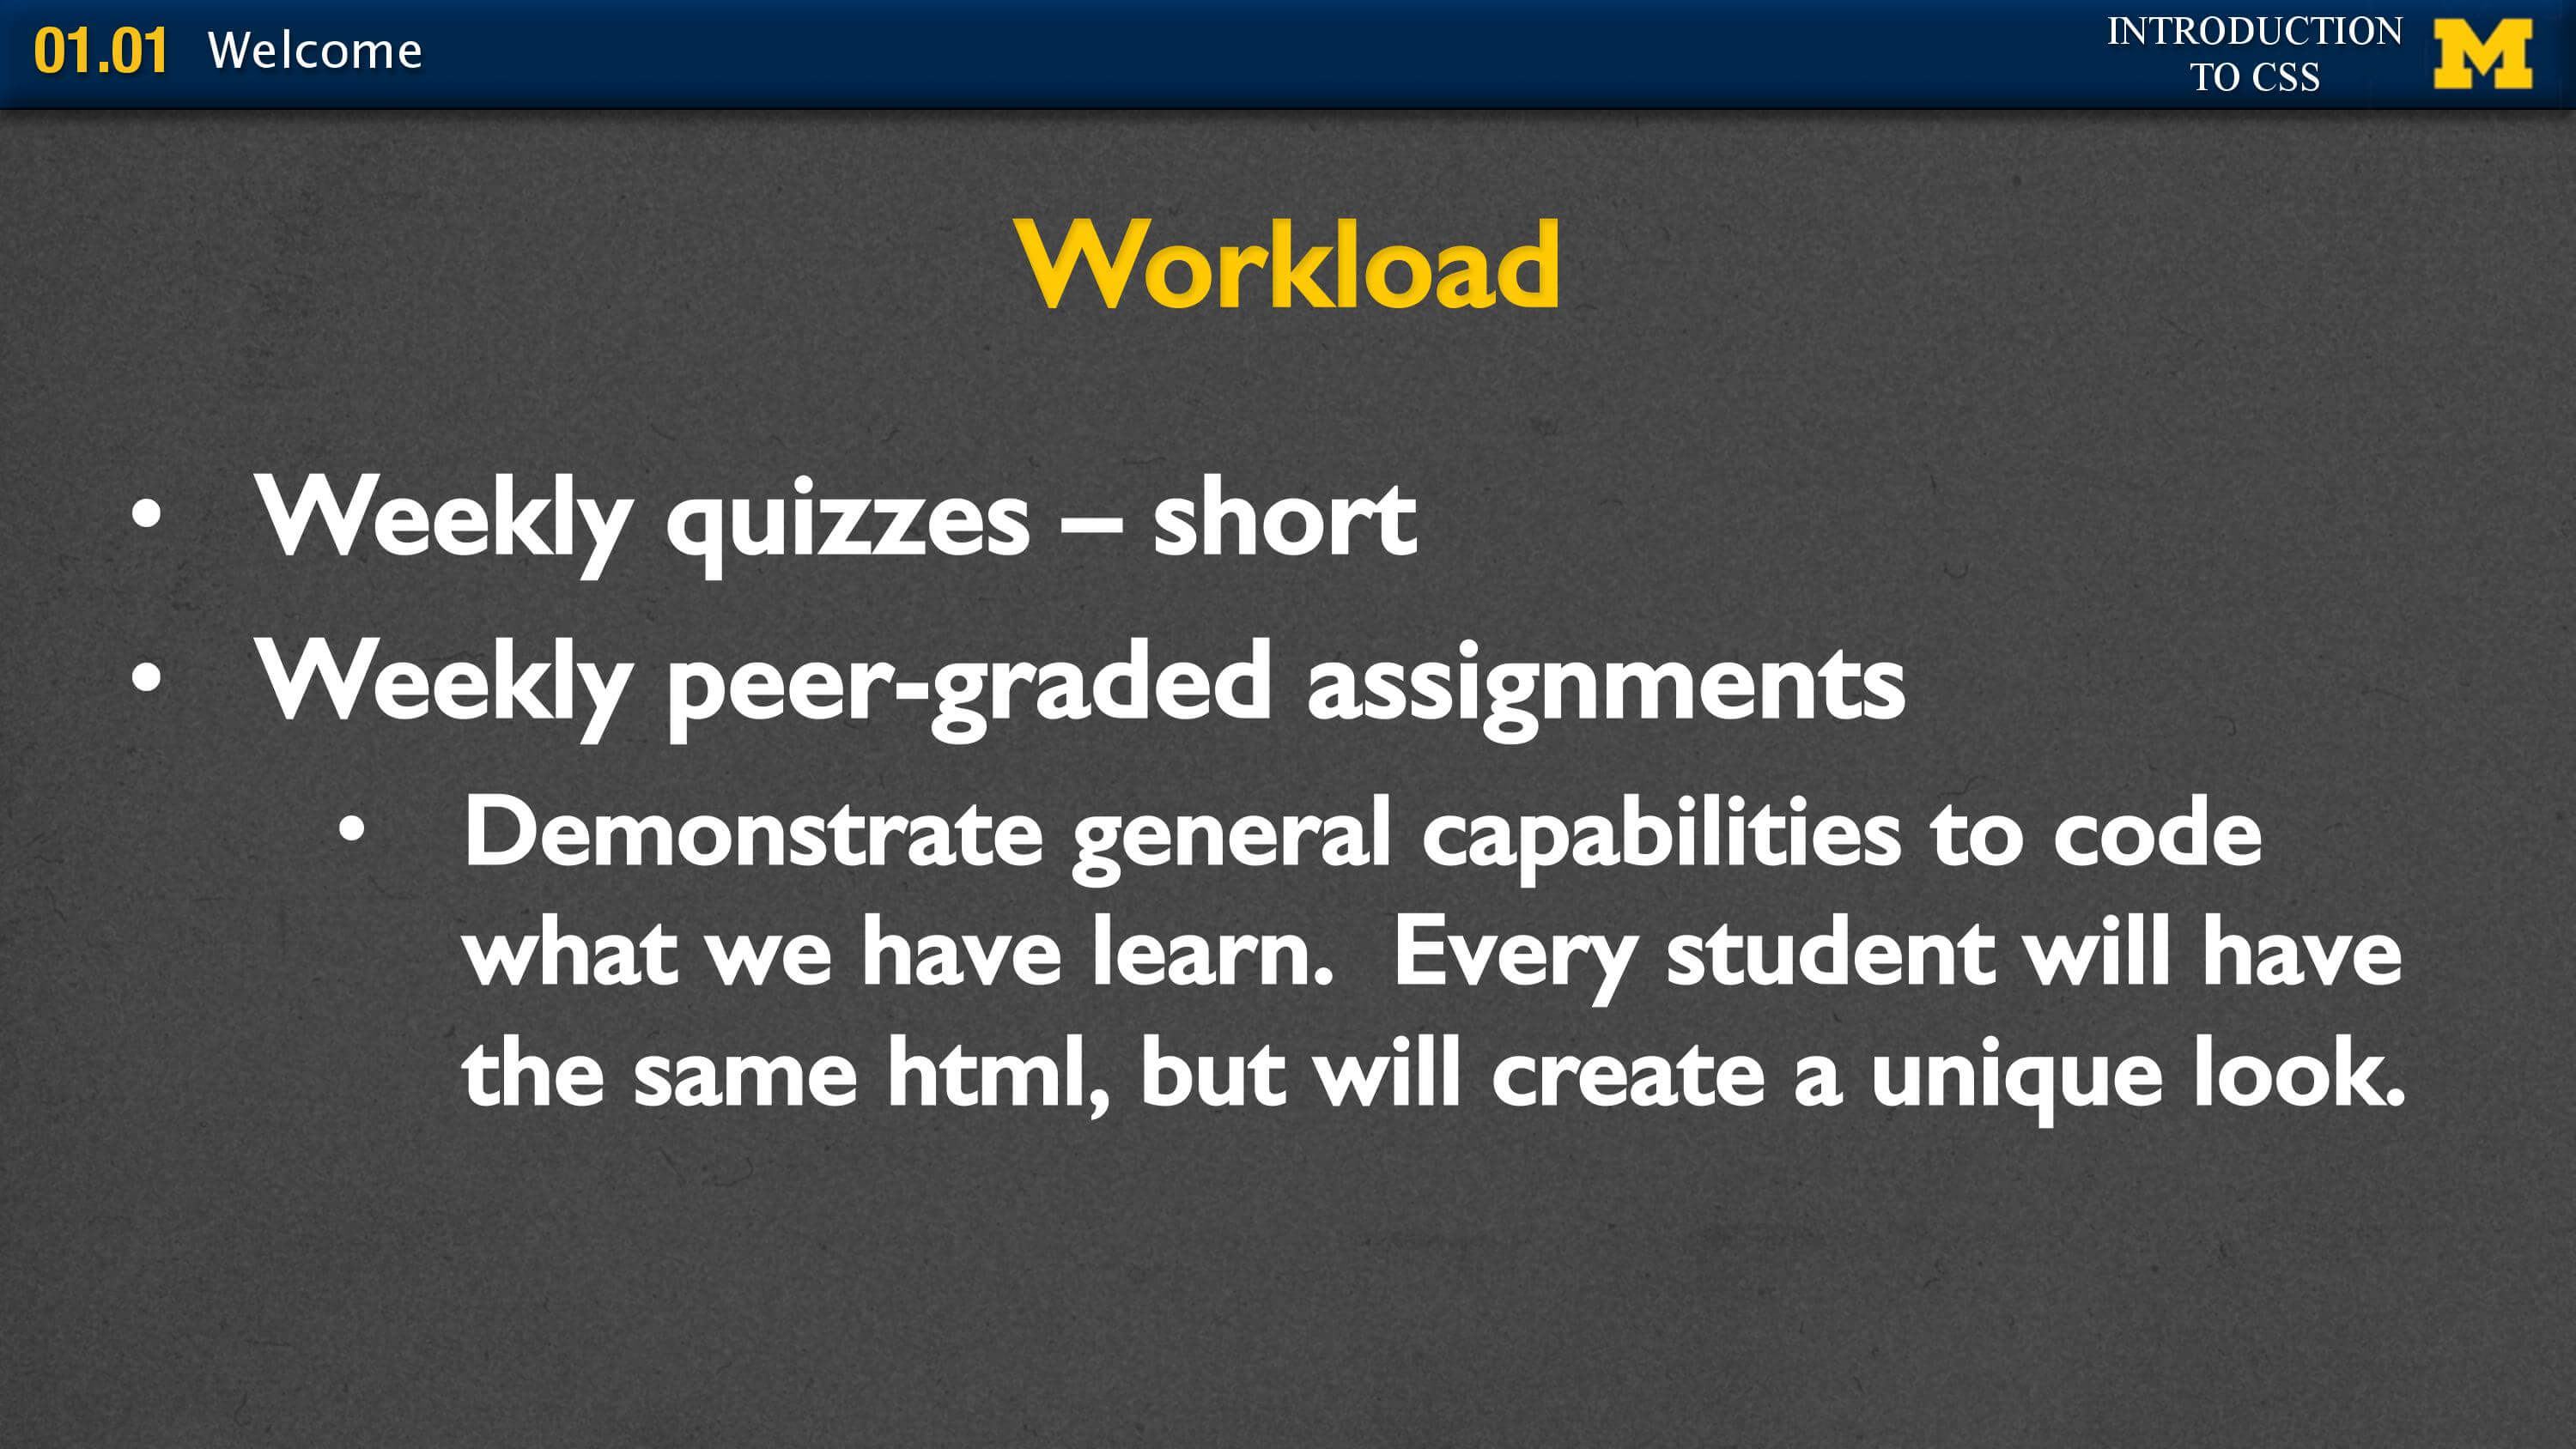 01.01 Welcome
INTRODUCTION
TO CSS
M
Workload
• Weekly quizzes – short
• Weekly peer-graded assignments
• Demonstrate general capabilities to code
what we have learn.  Every student will have
the same html, but will create a unique look.